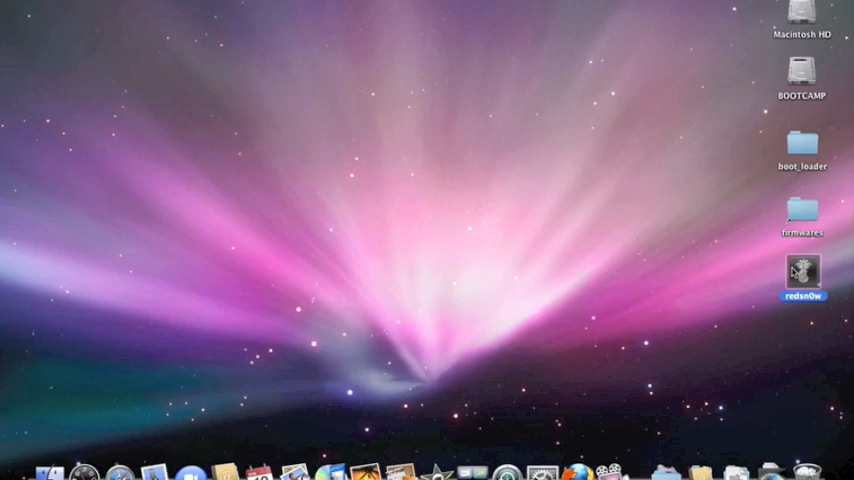 Macintosh HD
BOOTCAMP
boot_loader
firmwares
redsn0w